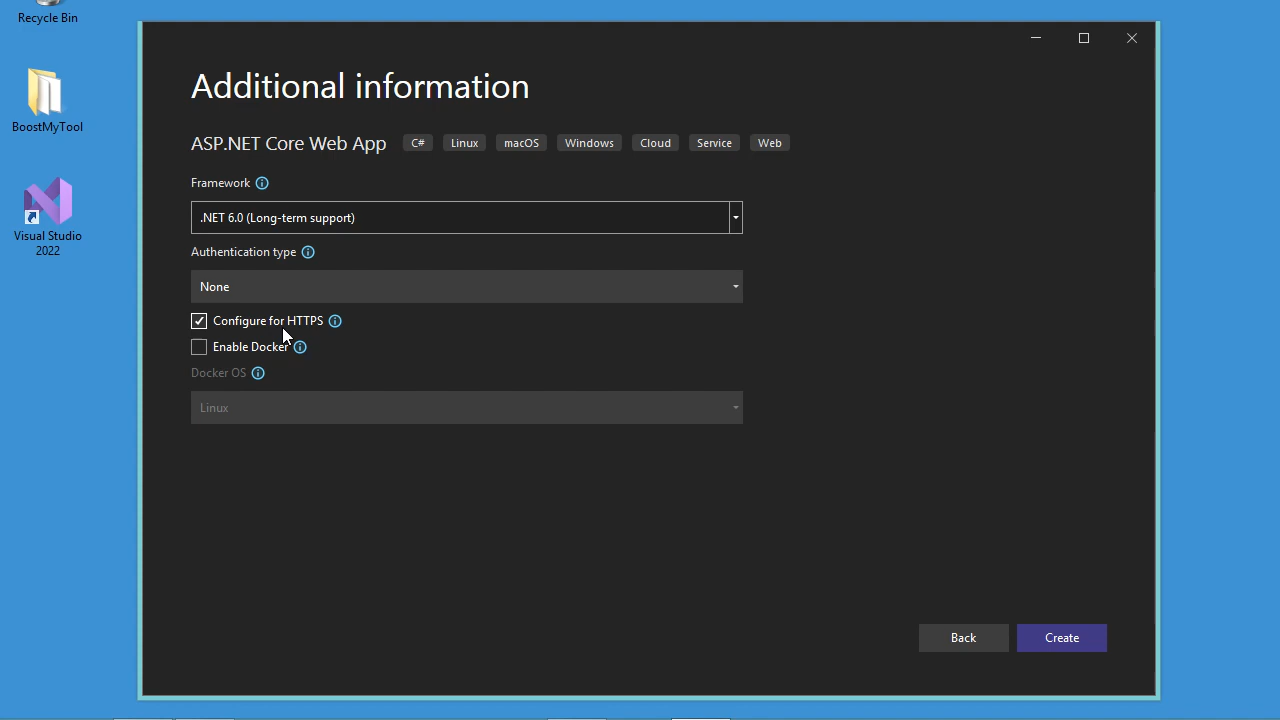 Recycle Bin
BoostMyTool
Visual Studio
2022
Additional information
ASP.NET Core Web App C# Linux macOS Windows Cloud Service Web
Framework
.NET 6.0 (Long-term support)
Authentication type
None
Configure for HTTPS
Enable Docker
Docker OS
Linux
Back Create